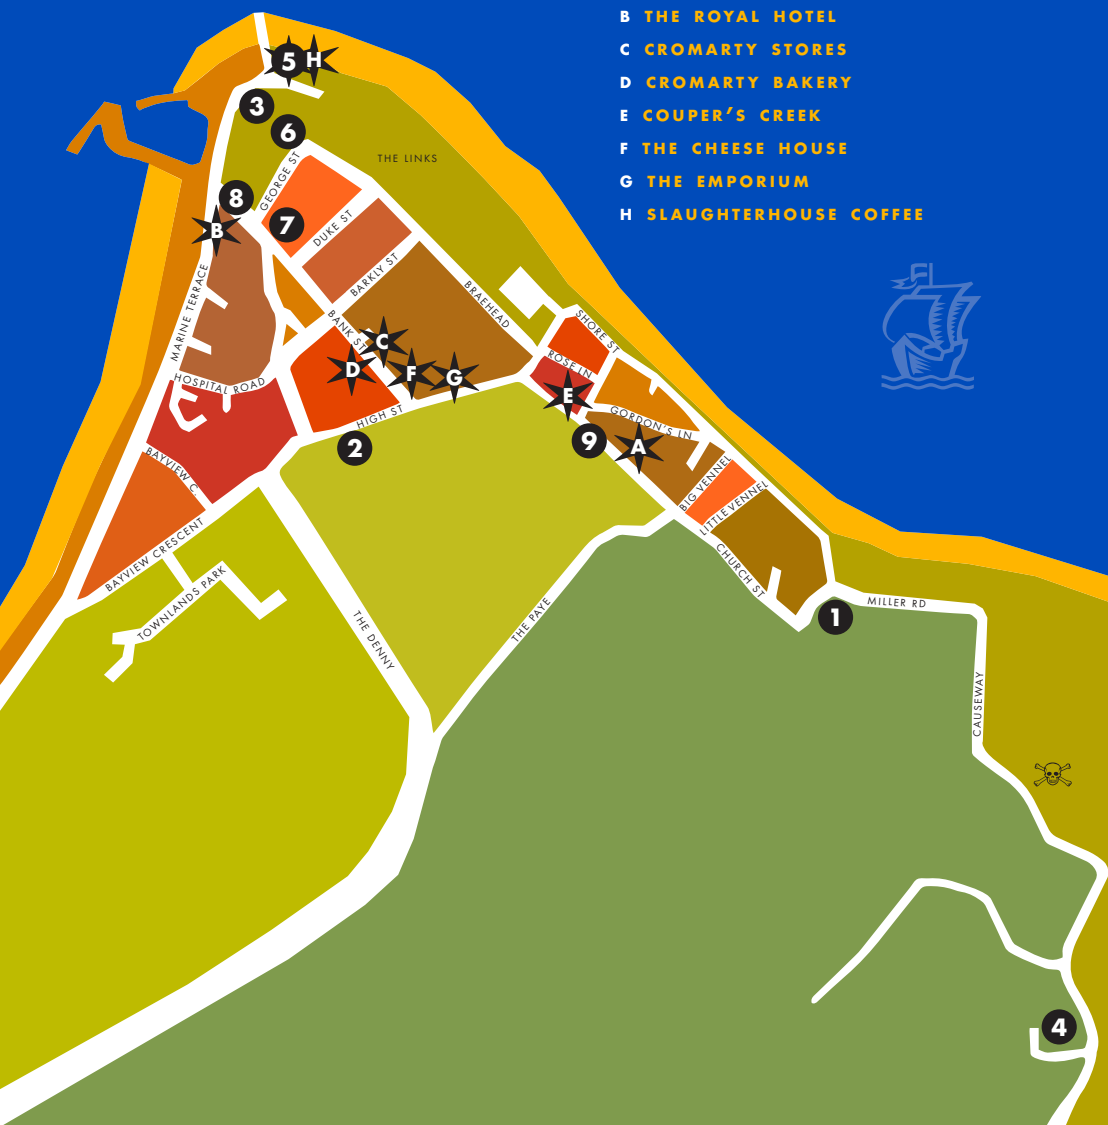 B THE ROYAL HOTEL
C CROMARTY STORES
D CROMARTY BAKERY
E COUPER'S CREEK
F THE CHEESE HOUSE
G THE EMPORIUM
H SLAUGHTERHOUSE COFFEE
5 H
3
6
THE LINKS
GEORGE ST
8
7
B
DUKE ST
BARKLY ST
BRAEHEAD
MARINE TERRACE
BANK ST
SHORE ST
C
D
F
G
ROSE LN
E
HOSPITAL ROAD
HIGH ST
GORDON'S LN
2
9
A
BAYVIEW C
BIG VENNEL
LITTLE VENNEL
BAYVIEW CRESCENT
CHURCH ST
TOWNLANDS PARK
THE DENNY
THE PAYE
1
MILLER RD
CAUSEWAY
4